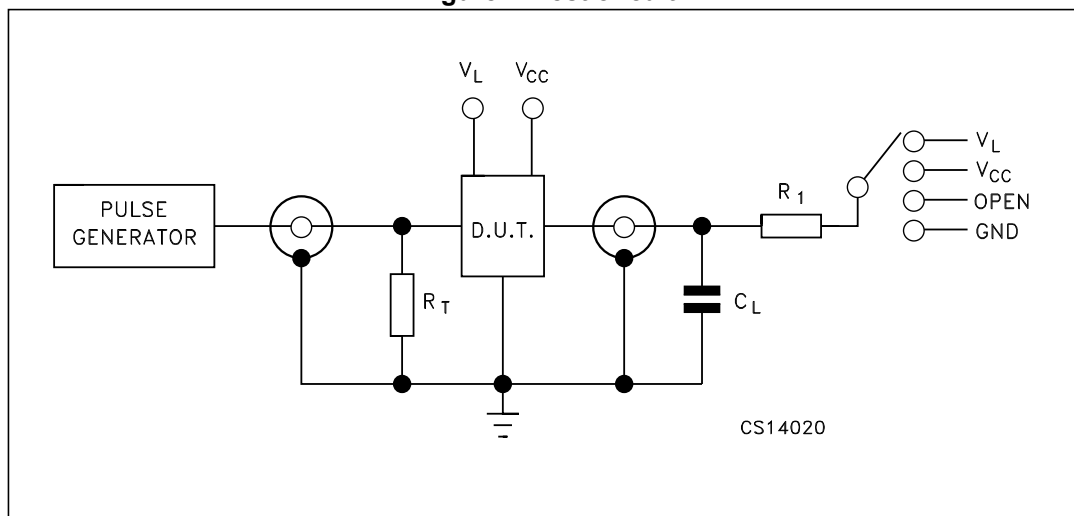 V_L
V_CC
PULSE
GENERATOR
D.U.T.
R_T
R_1
C_L
V_L
V_CC
OPEN
GND
CS14020